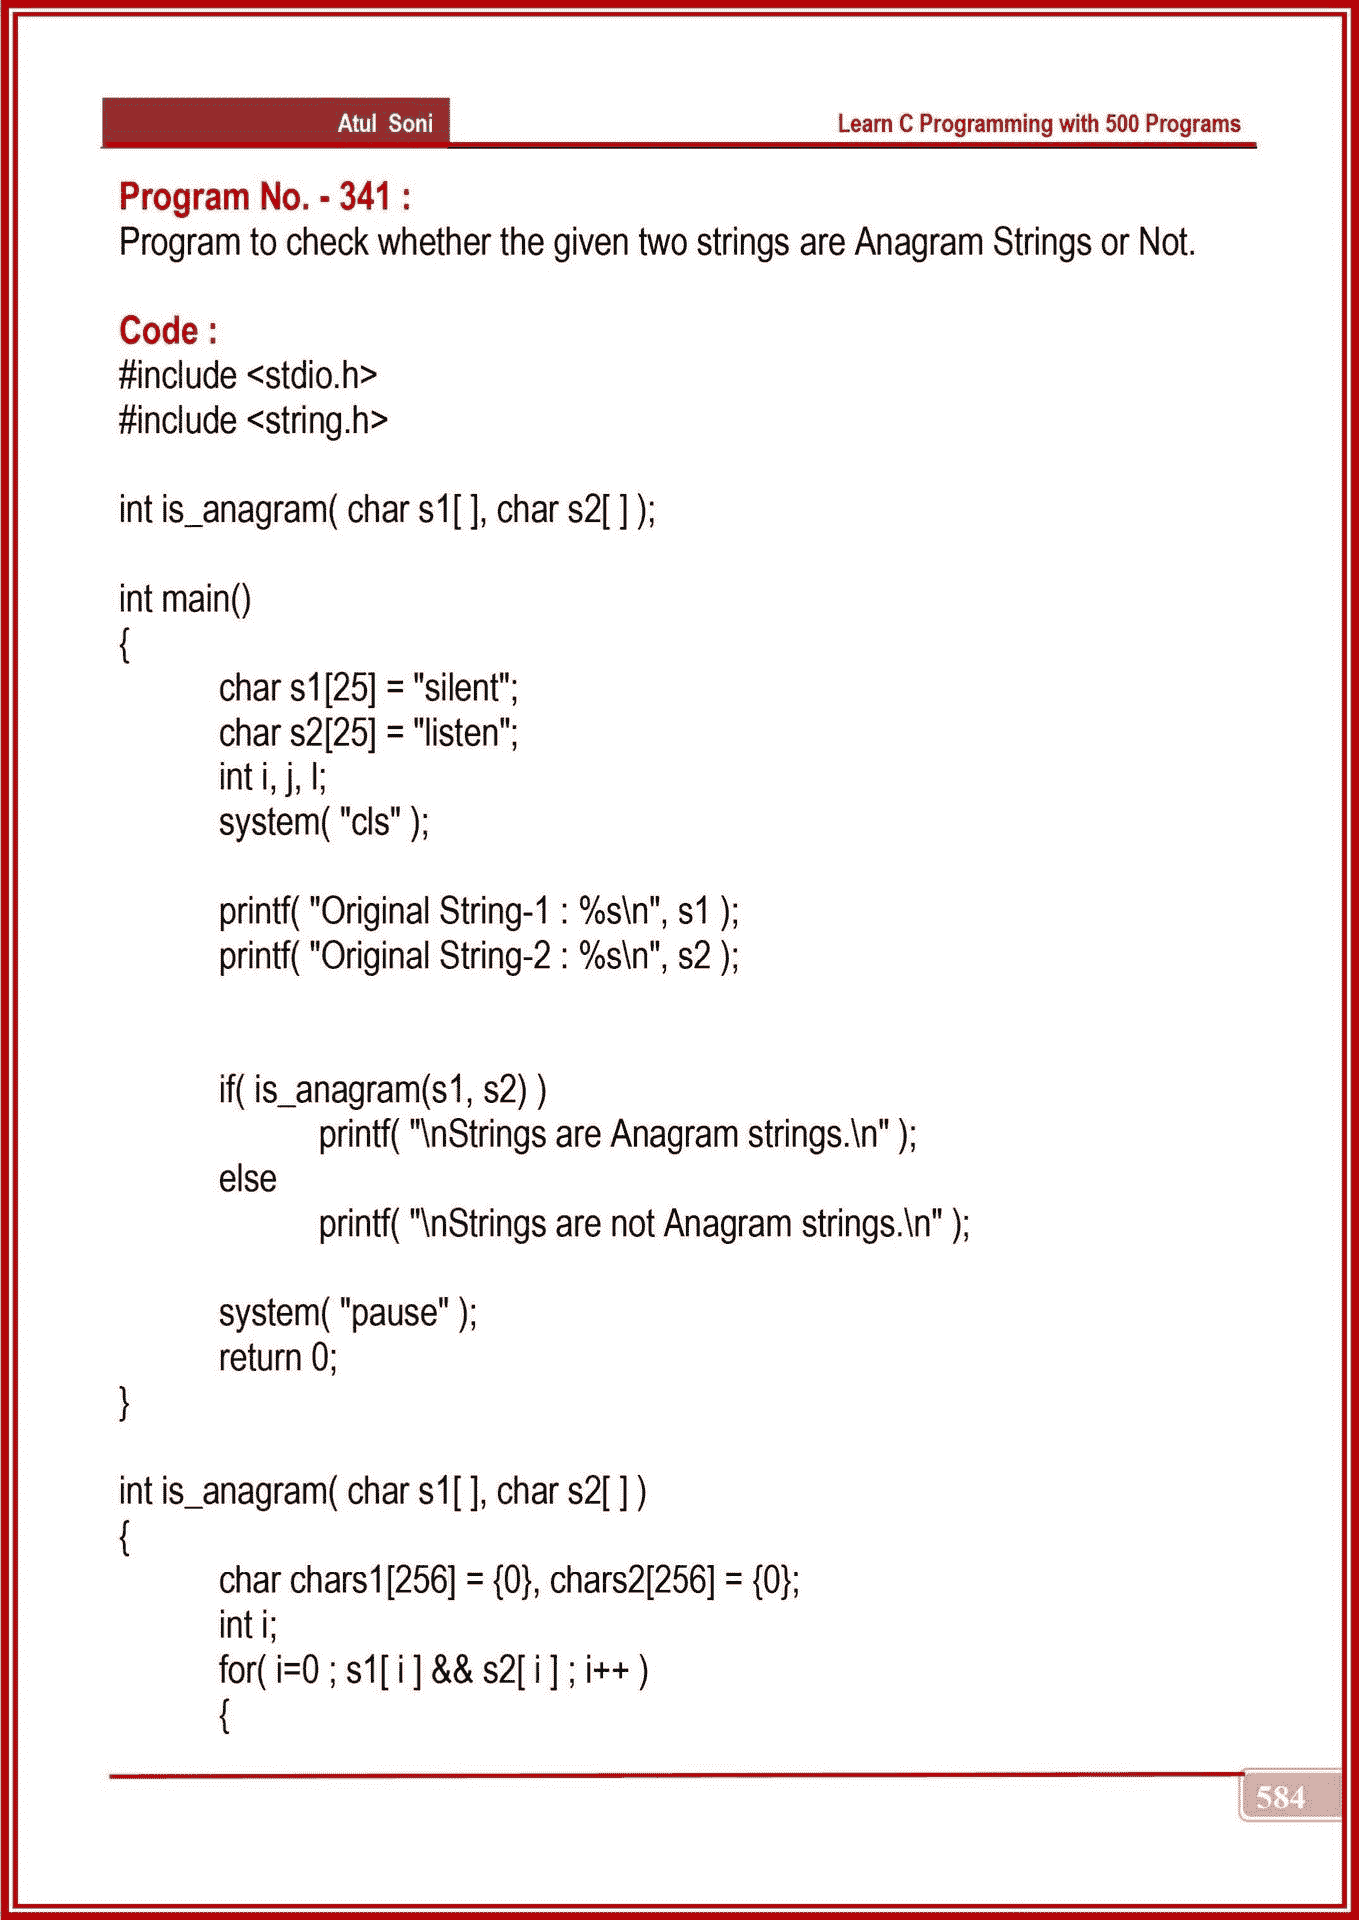 Atul Soni
Learn C Programming with 500 Programs
Program No. - 341 :
Program to check whether the given two strings are Anagram Strings or Not.
Code :
#include <stdio.h>
#include <string.h>
int is_anagram( char s1[ ], char s2[ ] );
int main()
{
char s1[25] = "silent";
char s2[25] = "listen";
int i, j, l;
system( "cls" );
printf( "Original String-1 : %s\n", s1 );
printf( "Original String-2 : %s\n", s2 );
if( is_anagram(s1, s2) )
printf( "\nStrings are Anagram strings.\n" );
else
printf( "\nStrings are not Anagram strings.\n" );
system( "pause" );
return 0;
}
int is_anagram( char s1[ ], char s2[ ] )
{
char chars1[256] = {0}, chars2[256] = {0};
int i;
for( i=0 ; s1[ i ] && s2[ i ] ; i++ )
{
584